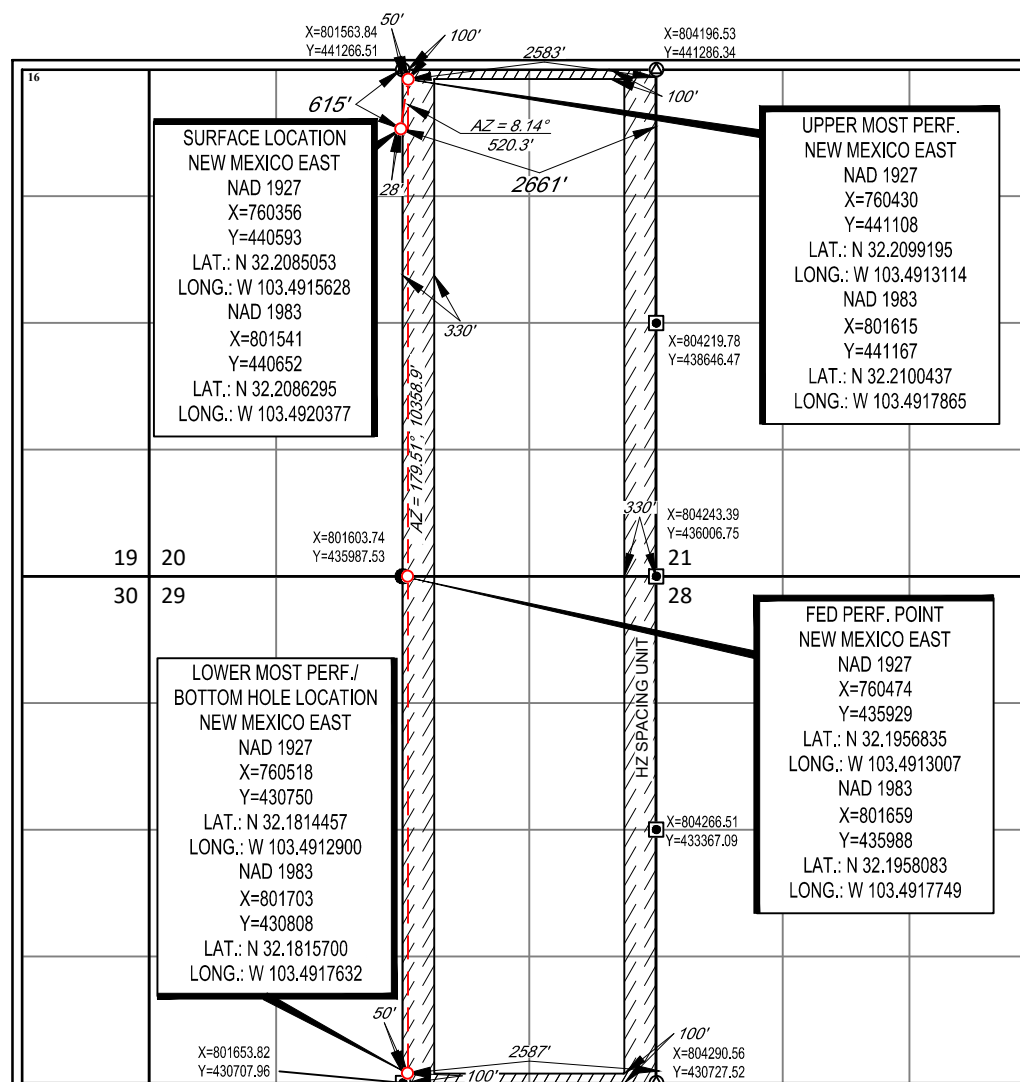 50'
X=801563.84
Y=441266.51
100'
X=804196.53
Y=441286.34
2583'
16
100'
615'
AZ = 8.14°
520.3'
2661'
28'
SURFACE LOCATION
NEW MEXICO EAST
NAD 1927
X=760356
Y=440593
LAT.: N 32.2085053
LONG.: W 103.4915628
NAD 1983
X=801541
Y=440652
LAT.: N 32.2086295
LONG.: W 103.4920377
UPPER MOST PERF.
NEW MEXICO EAST
NAD 1927
X=760430
Y=441108
LAT.: N 32.2099195
LONG.: W 103.4913114
NAD 1983
X=801615
Y=441167
LAT.: N 32.2100437
LONG.: W 103.4917865
330'
X=804219.78
Y=438646.47
AZ = 179.51°, 10358.9'
330'
X=804243.39
Y=436006.75
X=801603.74
Y=435987.53
19 20
21
30 29
28
FED PERF. POINT
NEW MEXICO EAST
NAD 1927
X=760474
Y=435929
LAT.: N 32.1956835
LONG.: W 103.4913007
NAD 1983
X=801659
Y=435988
LAT.: N 32.1958083
LONG.: W 103.4917749
LOWER MOST PERF./
BOTTOM HOLE LOCATION
NEW MEXICO EAST
NAD 1927
X=760518
Y=430750
LAT.: N 32.1814457
LONG.: W 103.4912900
NAD 1983
X=801703
Y=430808
LAT.: N 32.1815700
LONG.: W 103.4917632
HZ SPACING UNIT
X=804266.51
Y=433367.09
50'
X=801653.82
Y=430707.96
2587'
100'
100'
X=804290.56
Y=430727.52